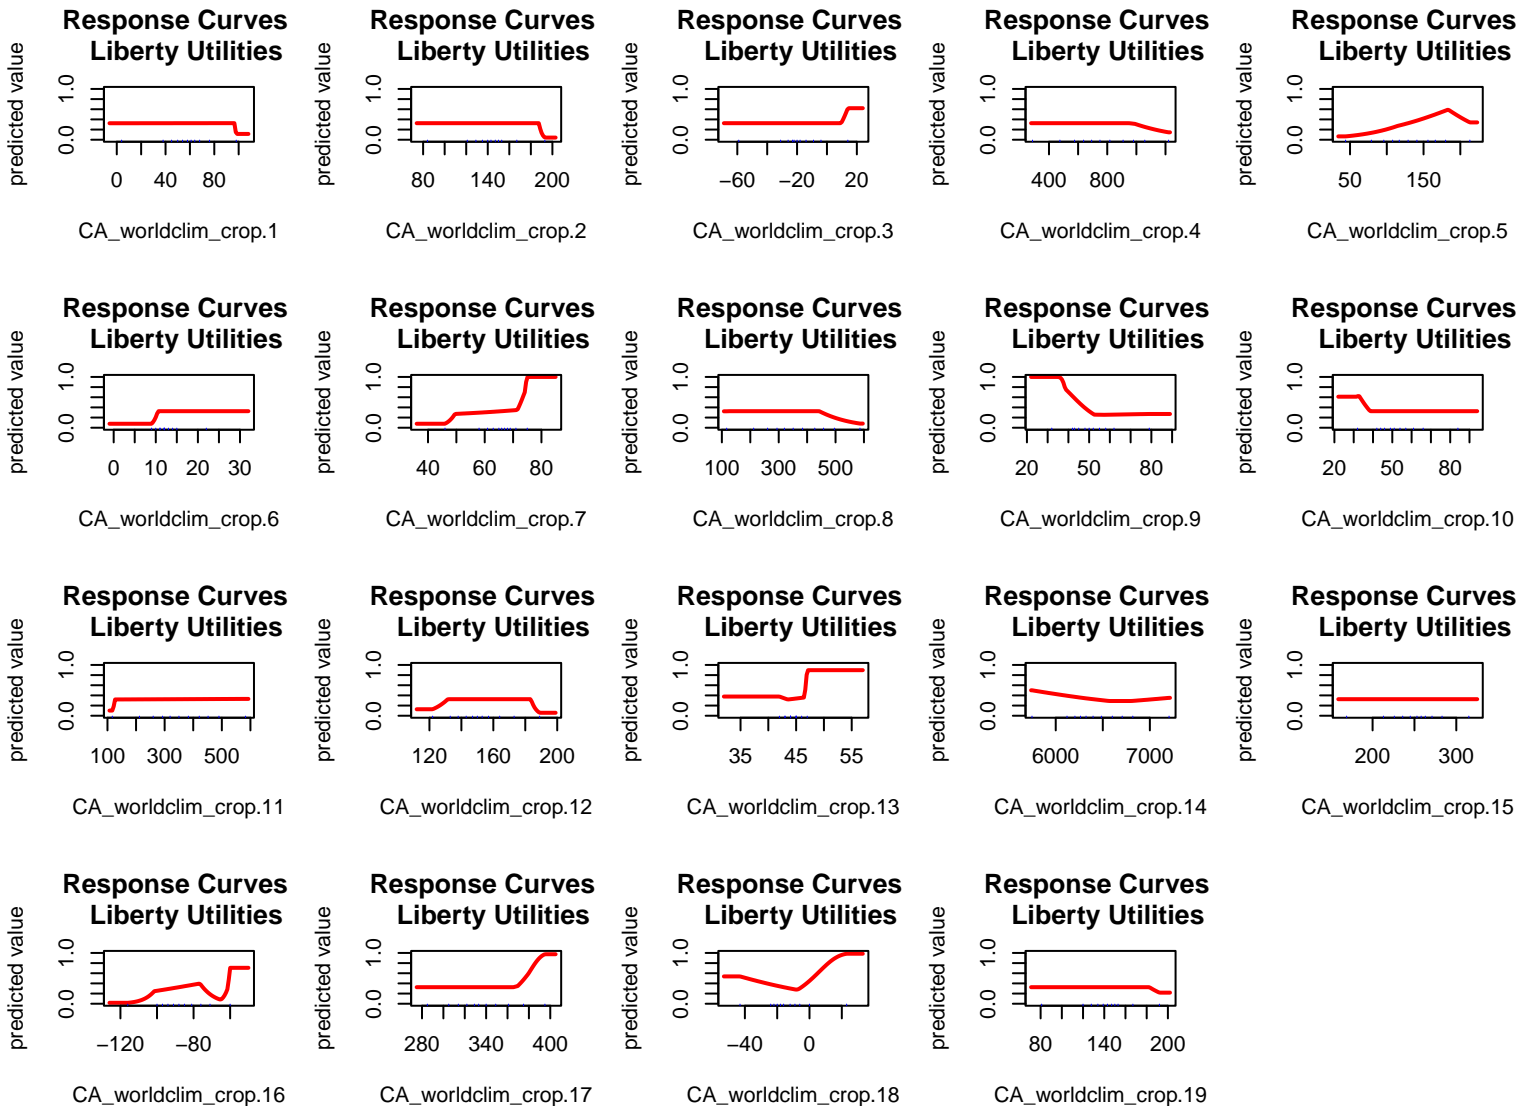 Response Curves
Liberty Utilities
predicted value
0.0 1.0
0 40 80
CA_worldclim_crop.1
Response Curves
Liberty Utilities
predicted value
0.0 1.0
80 140 200
CA_worldclim_crop.2
Response Curves
Liberty Utilities
predicted value
0.0 1.0
−60 −20 20
CA_worldclim_crop.3
Response Curves
Liberty Utilities
predicted value
0.0 1.0
400 800
CA_worldclim_crop.4
Response Curves
Liberty Utilities
predicted value
0.0 1.0
50 150
CA_worldclim_crop.5
Response Curves
Liberty Utilities
predicted value
0.0 1.0
0 10 20 30
CA_worldclim_crop.6
Response Curves
Liberty Utilities
predicted value
0.0 1.0
40 60 80
CA_worldclim_crop.7
Response Curves
Liberty Utilities
predicted value
0.0 1.0
100 300 500
CA_worldclim_crop.8
Response Curves
Liberty Utilities
predicted value
0.0 1.0
20 50 80
CA_worldclim_crop.9
Response Curves
Liberty Utilities
predicted value
0.0 1.0
20 50 80
CA_worldclim_crop.10
Response Curves
Liberty Utilities
predicted value
0.0 1.0
100 300 500
CA_worldclim_crop.11
Response Curves
Liberty Utilities
predicted value
0.0 1.0
120 160 200
CA_worldclim_crop.12
Response Curves
Liberty Utilities
predicted value
0.0 1.0
35 45 55
CA_worldclim_crop.13
Response Curves
Liberty Utilities
predicted value
0.0 1.0
6000 7000
CA_worldclim_crop.14
Response Curves
Liberty Utilities
predicted value
0.0 1.0
200 300
CA_worldclim_crop.15
Response Curves
Liberty Utilities
predicted value
0.0 1.0
−120 −80
CA_worldclim_crop.16
Response Curves
Liberty Utilities
predicted value
0.0 1.0
280 340 400
CA_worldclim_crop.17
Response Curves
Liberty Utilities
predicted value
0.0 1.0
−40 0
CA_worldclim_crop.18
Response Curves
Liberty Utilities
predicted value
0.0 1.0
80 140 200
CA_worldclim_crop.19